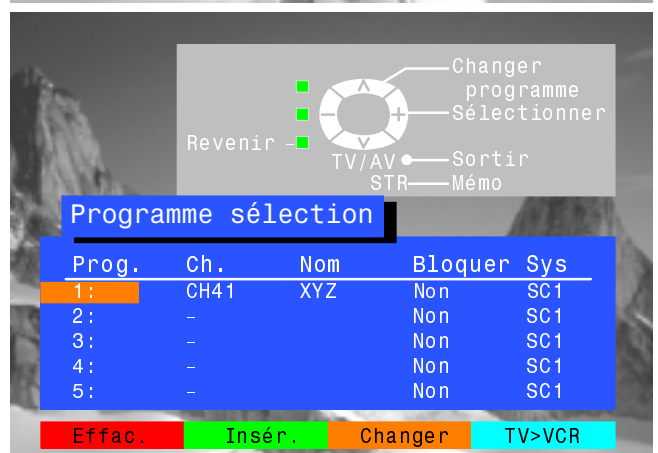 Changer
programme
Sélectionner
Revenir
TV/AV Sortir
STR Mémo
Programme sélection
Prog. Ch. Nom Bloquer Sys
1: CH41 XYZ Non SC1
2: – Non SC1
3: – Non SC1
4: – Non SC1
5: – Non SC1
Effac. Insér. Changer TV>VCR